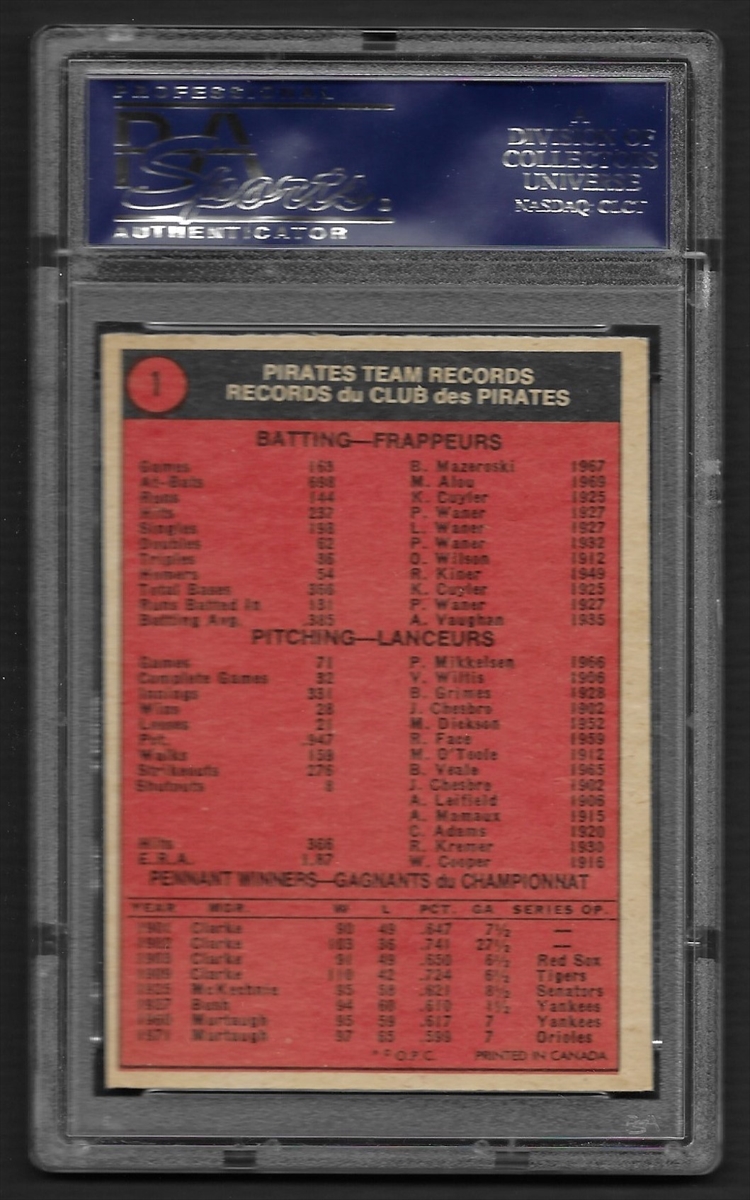 PROFESSIONAL
PSA
Sports
AUTHENTICATOR
A
DIVISION OF
COLLECTORS
UNIVERSE
NASDAQ: CLCT
1
PIRATES TEAM RECORDS
RECORDS du CLUB des PIRATES
BATTING—FRAPPEURS
Games 163 B. Mazeroski 1967
At-Bats 698 M. Alou 1969
Runs 144 K. Cuyler 1925
Hits 237 P. Waner 1927
Singles 198 L. Waner 1927
Doubles 62 P. Waner 1932
Triples 36 O. Wilson 1912
Homers 54 R. Kiner 1949
Total Bases 366 K. Cuyler 1925
Runs Batted In 131 P. Waner 1927
Batting Avg. .385 A. Vaughan 1935
PITCHING—LANCEURS
Games 71 P. Mikkelsen 1966
Complete Games 32 V. Willis 1906
Innings 331 B. Grimes 1928
Wins 28 J. Chesbro 1902
Losses 21 M. Dickson 1952
Pct. .947 R. Face 1959
Walks 159 M. O'Toole 1912
Strikeouts 276 B. Veale 1965
Shutouts 8 J. Chesbro 1902
A. Leifield 1906
A. Mamaux 1915
C. Adams 1920
Hits 366 R. Kremer 1930
E.R.A. 1.87 W. Cooper 1916
PENNANT WINNERS—GAGNANTS du CHAMPIONNAT
YEAR MGR. W L PCT. GA SERIES OP.
1901 Clarke 90 49 .647 7½ —
1902 Clarke 103 36 .741 27½ —
1903 Clarke 91 49 .650 6½ Red Sox
1909 Clarke 110 42 .724 6½ Tigers
1925 McKechnie 95 58 .621 8½ Senators
1927 Bush 94 60 .610 1½ Yankees
1960 Murtaugh 95 59 .617 7 Yankees
1971 Murtaugh 97 65 .599 7 Orioles
O.P.C. PRINTED IN CANADA
PSA